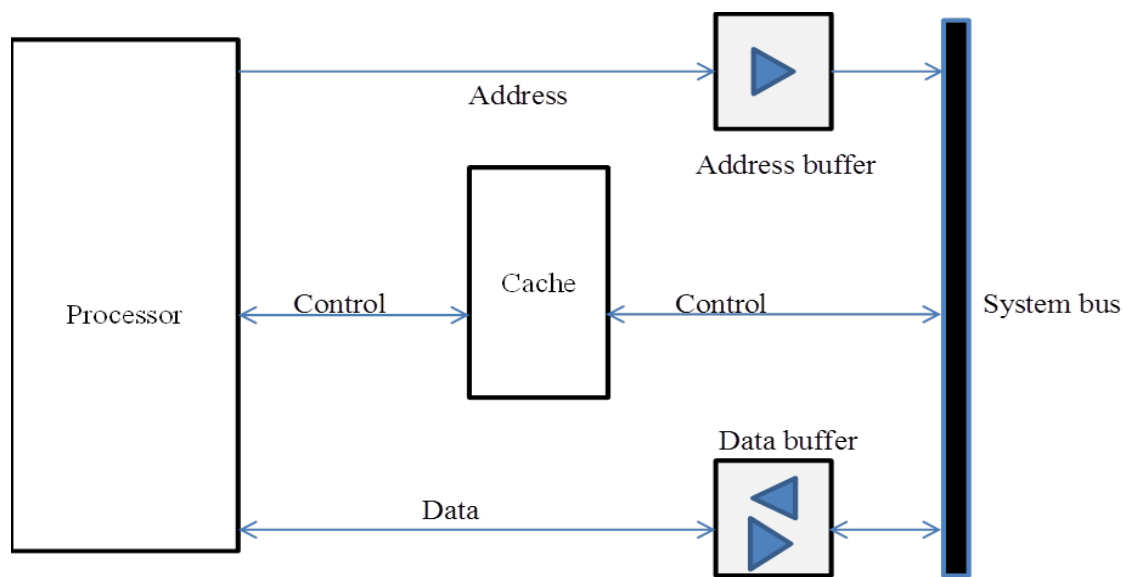 Address
Address buffer
Cache
Processor
Control
Control
System bus
Data buffer
Data